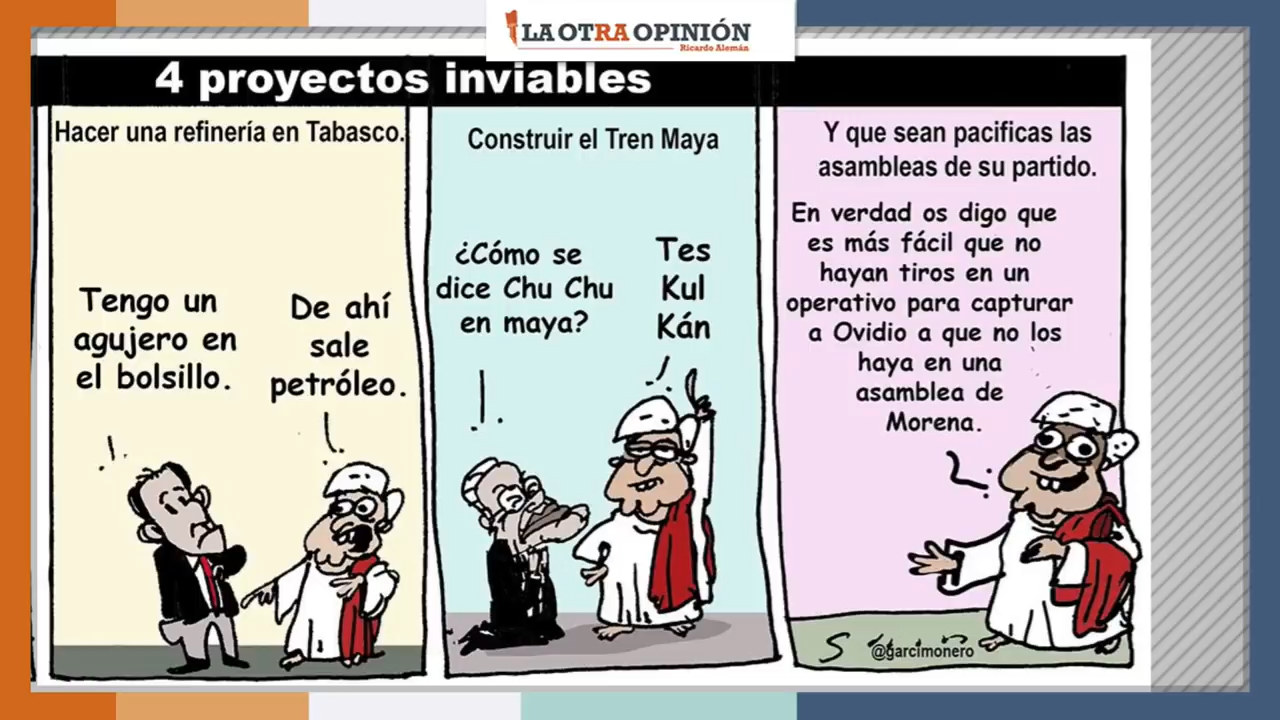 LA OTRA OPINIÓN
Ricardo Alemán
4 proyectos inviables
Hacer una refinería en Tabasco.
Tengo un
agujero en
el bolsillo.
De ahí
sale
petróleo.
Construir el Tren Maya
¿Cómo se
dice Chu Chu
en maya?
Tes
Kul
Kán
Y que sean pacificas las
asambleas de su partido.
En verdad os digo que
es más fácil que no
hayan tiros en un
operativo para capturar
a Ovidio a que no los
haya en una
asamblea de
Morena.
@garcimonero